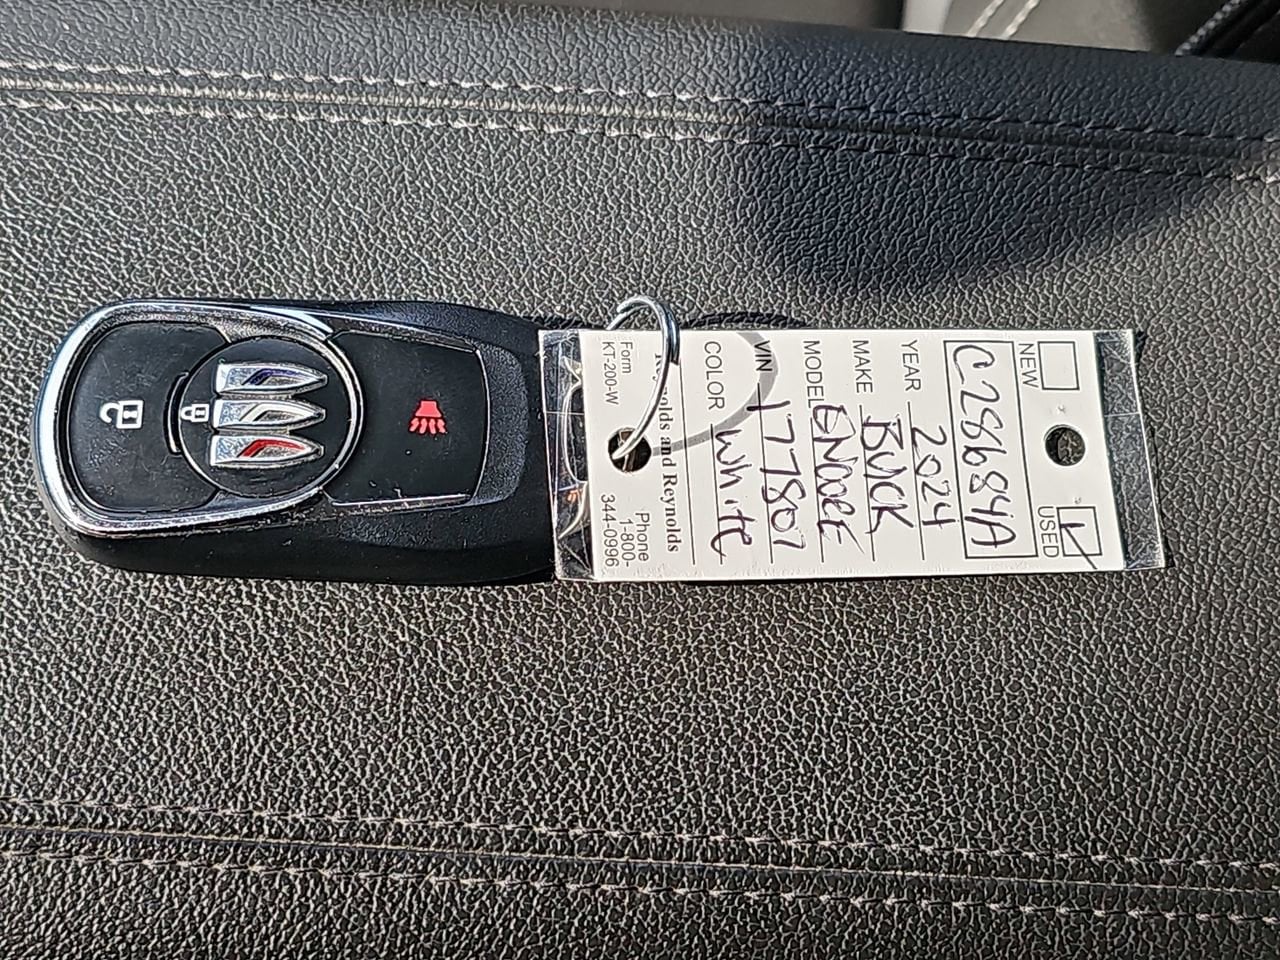 NEW USED
C28684A
YEAR 2024
MAKE BUICK
MODEL ENCORE
VIN 177807
COLOR White
Reynolds and Reynolds
Form
KT-200-W
Phone
1-800-
344-0996